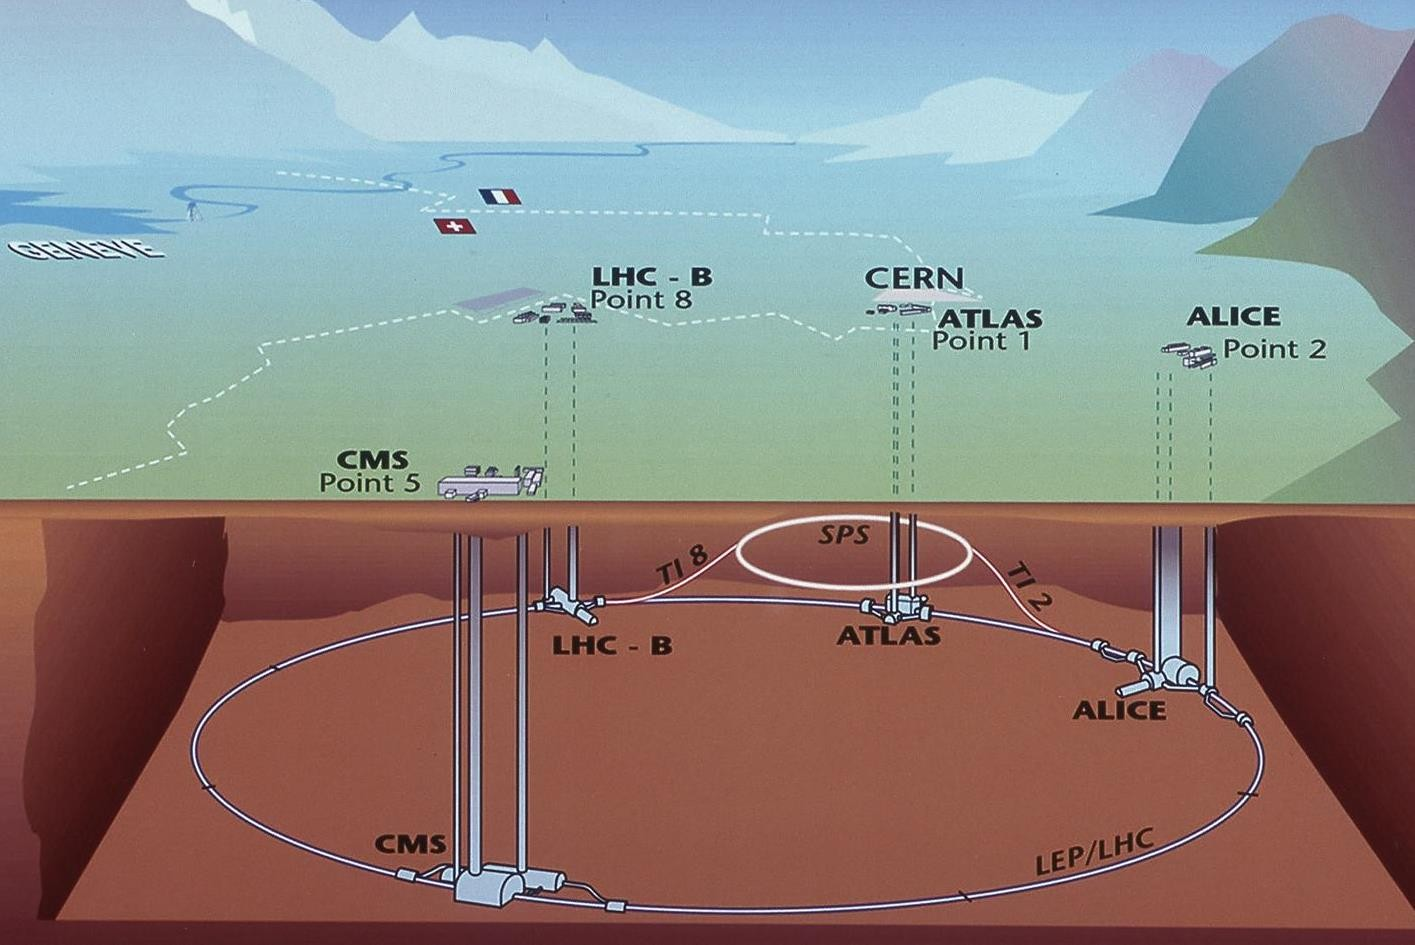 GENEVE
LHC - B
Point 8
CERN
ATLAS
Point 1
ALICE
Point 2
CMS
Point 5
SPS
TI 8
TI 2
LHC - B
ATLAS
ALICE
CMS
LEP/LHC